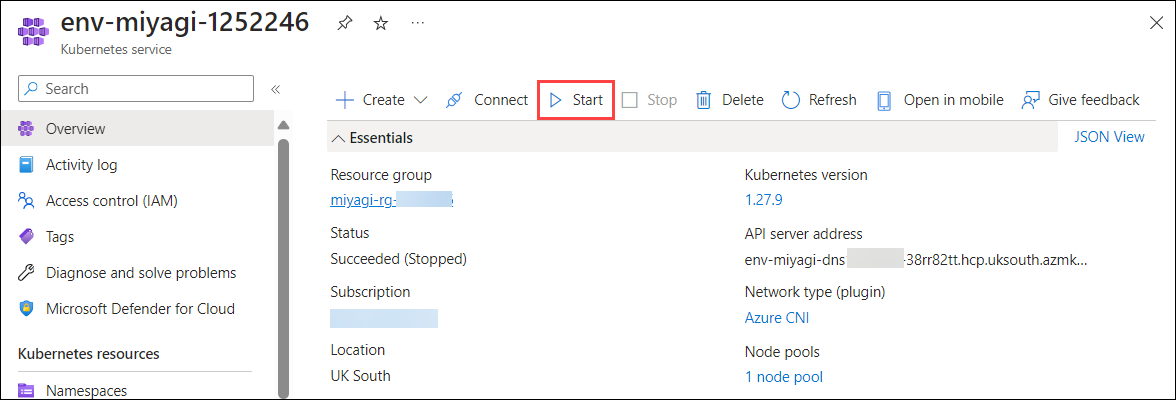 env-miyagi-1252246
Kubernetes service
Search
Overview
Activity log
Access control (IAM)
Tags
Diagnose and solve problems
Microsoft Defender for Cloud
Kubernetes resources
Namespaces
Create Connect Start Stop Delete Refresh Open in mobile Give feedback
Essentials
JSON View
Resource group
miyagi-rg-
Status
Succeeded (Stopped)
Subscription
Location
UK South
Kubernetes version
1.27.9
API server address
env-miyagi-dns -38rr82tt.hcp.uksouth.azmk...
Network type (plugin)
Azure CNI
Node pools
1 node pool